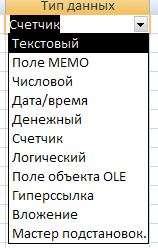 Тип данных
Счетчик
Текстовый
Поле MEMO
Числовой
Дата/время
Денежный
Счетчик
Логический
Поле объекта OLE
Гиперссылка
Вложение
Мастер подстановок.